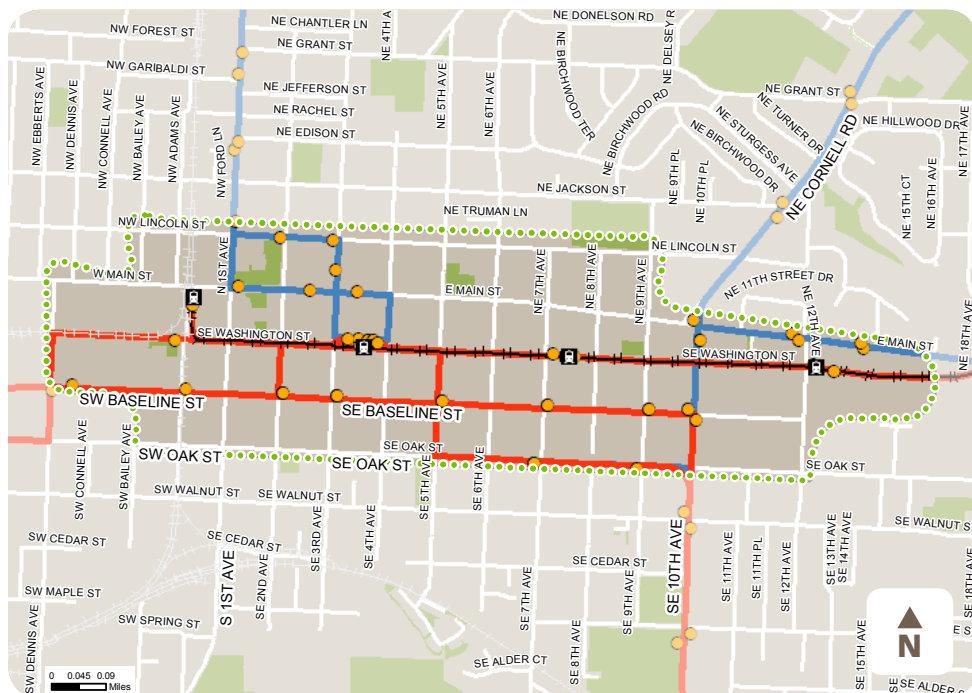 NE DONELSON RD
NE CHANTLER LN
NW FOREST ST
NE GRANT ST
NE 4TH A
NE DELSEY R
NW GARIBALDI ST
NE JEFFERSON ST
NE RACHEL ST
NE EDISON ST
NE 5TH AVE
NE 6TH AVE
NE BIRCHWOOD TER
NE BIRCHWOOD RD
NE GRANT ST
NE TURNER DR
NE STURGESS AVE
NE BIRCHWOOD DR
NE HILLWOOD DR
NE CORNELL RD
NE 17TH AVE
NE 16TH AVE
NE 15TH CT
NW EBBERTS AVE
NW DENNIS AVE
NW CONNELL AVE
NW BAILEY AVE
NW ADAMS AVE
NW FORD LN
NE JACKSON ST
NE 9TH PL
NE 10TH PL
NE TRUMAN LN
NW LINCOLN ST
NE LINCOLN ST
N 1ST AVE
W MAIN ST
E MAIN ST
NE 7TH AVE
NE 8TH AVE
NE 9TH AVE
NE 11TH STREET DR
NE 12TH AVE
E MAIN ST
NE 18TH AVE
SE WASHINGTON ST
SE WASHINGTON ST
SW BASELINE ST
SE BASELINE ST
SW CONNELL AVE
SW BAILEY AVE
SW OAK ST
SE OAK ST
SE OAK ST
SE OAK ST
SE 5TH AVE
SE 6TH AVE
SW WALNUT ST
SE WALNUT ST
SE WALNUT S
SW CEDAR ST
SE CEDAR ST
SE CEDAR ST
S 1ST AVE
SE 2ND AVE
SE 3RD AVE
SE 4TH AVE
SE 7TH AVE
SE 8TH AVE
SE 9TH AVE
SE 10TH AVE
SE 11TH AVE
SE 11TH PL
SE 12TH AVE
SE 13TH AVE
SE 14TH AVE
SE 15TH AVE
SE 18TH AVE
SW MAPLE ST
SW SPRING ST
SW DENNIS AVE
SE ALDER CT
SE ALDER
E S
N
0 0.045 0.09
Miles